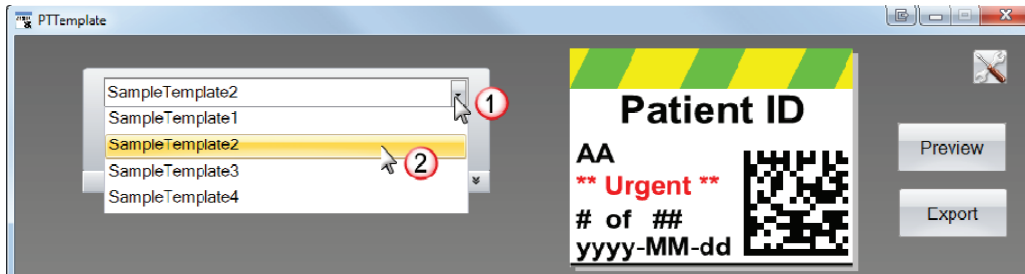 PTTemplate
SampleTemplate2
SampleTemplate1
SampleTemplate2
SampleTemplate3
SampleTemplate4
1
2
Patient ID
AA
** Urgent **
# of ##
yyyy-MM-dd
Preview
Export